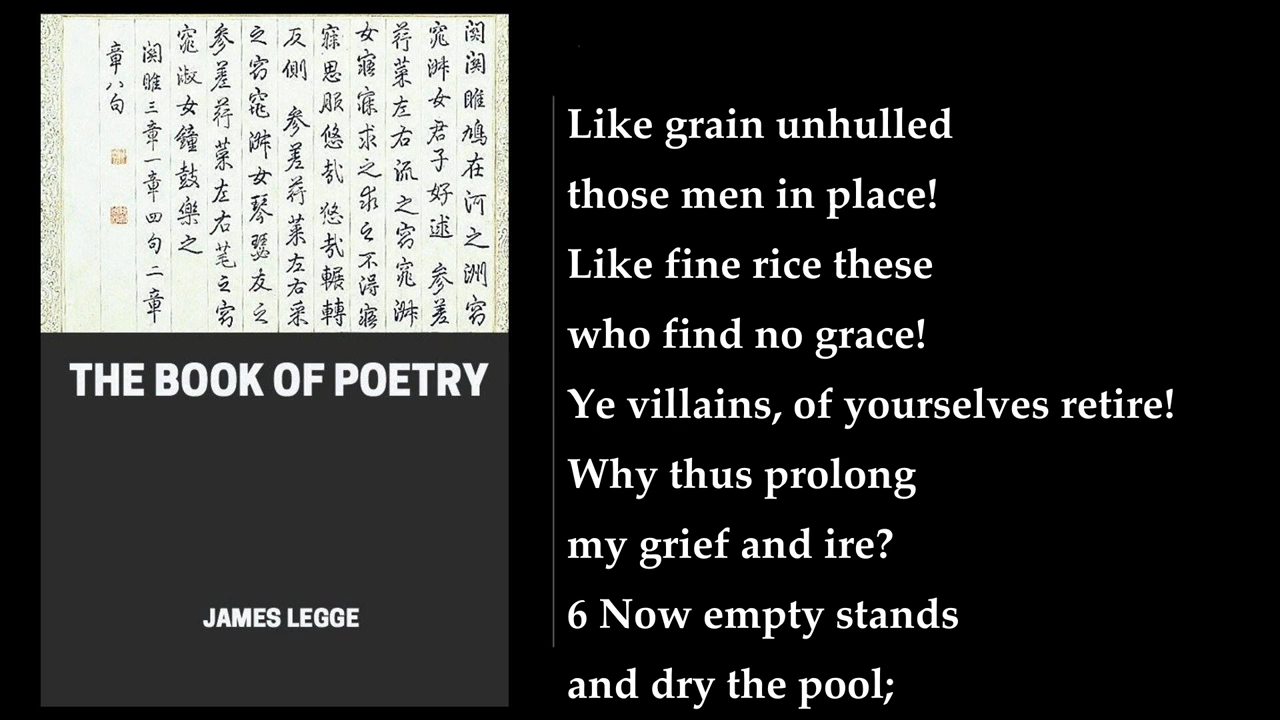 関関雎鳩在河之洲窈
窕淑女君子好逑 参差
荇菜左右流之窈窕淑
女寤寐求之求之不得寤
寐思服悠哉悠哉輾轉
反側 参差荇菜左右采
之窈窕淑女琴瑟友之
参差荇菜左右芼之窈
窕淑女鐘鼓樂之
関雎三章一章四句二章
章八句
THE BOOK OF POETRY
JAMES LEGGE
Like grain unhulled
those men in place!
Like fine rice these
who find no grace!
Ye villains, of yourselves retire!
Why thus prolong
my grief and ire?
6 Now empty stands
and dry the pool;